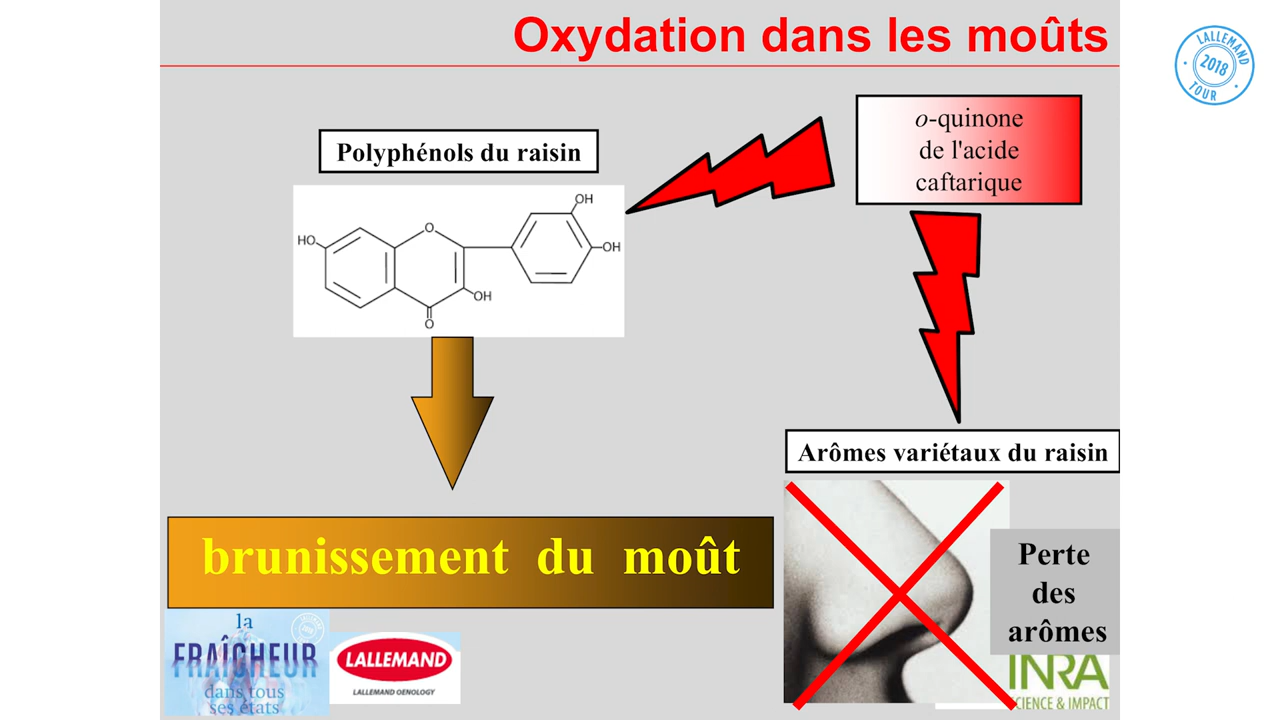 Oxydation dans les moûts
LALLEMAND
2018
TOUR
o-quinone
de l'acide
caftarique
Polyphénols du raisin
OH
HO
O
OH
OH
O
Arômes variétaux du raisin
brunissement du moût
Perte
des
arômes
la
FRAÎCHEUR
dans tous
ses états
LALLEMAND
LALLEMAND OENOLOGY
INRA
SCIENCE & IMPACT